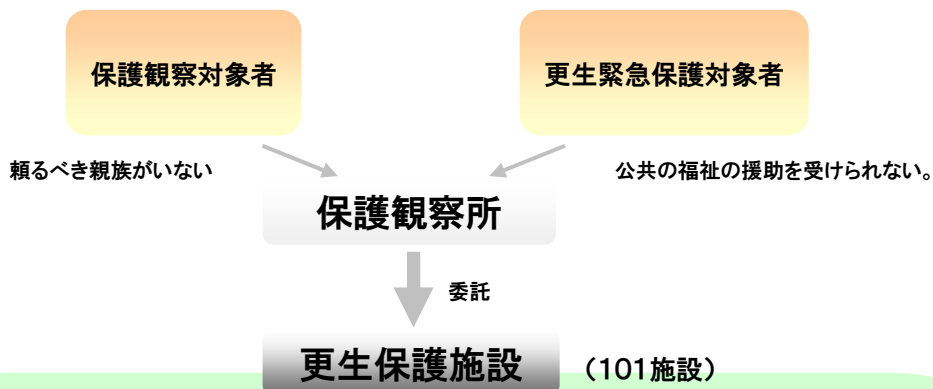 保護観察対象者
更生緊急保護対象者
頼るべき親族がいない
公共の福祉の援助を受けられない。
保護観察所
委託
更生保護施設
（101施設）